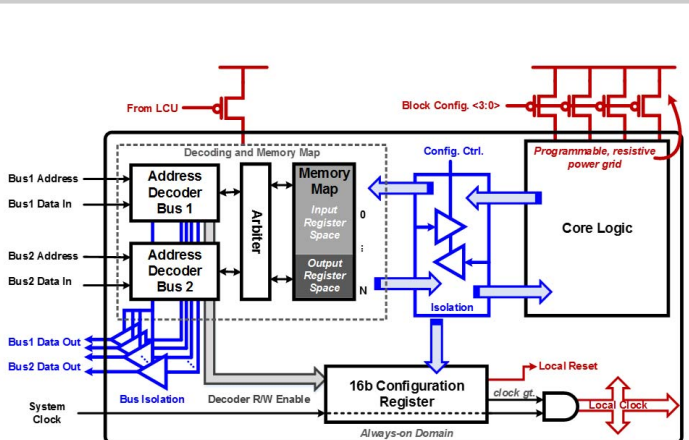 From LCU
Block Config. <3:0>
Decoding and Memory Map
Config. Ctrl.
Programmable, resistive
power grid
Bus1 Address
Bus1 Data In
Address
Decoder
Bus 1
Arbiter
Memory
Map
Input
Register
Space
0
i
N
Output
Register
Space
Core Logic
Bus2 Address
Bus2 Data In
Address
Decoder
Bus 2
Isolation
Bus1 Data Out
Bus2 Data Out
Bus Isolation
Decoder R/W Enable
16b Configuration
Register
Local Reset
clock gt.
Local Clock
System
Clock
Always-on Domain